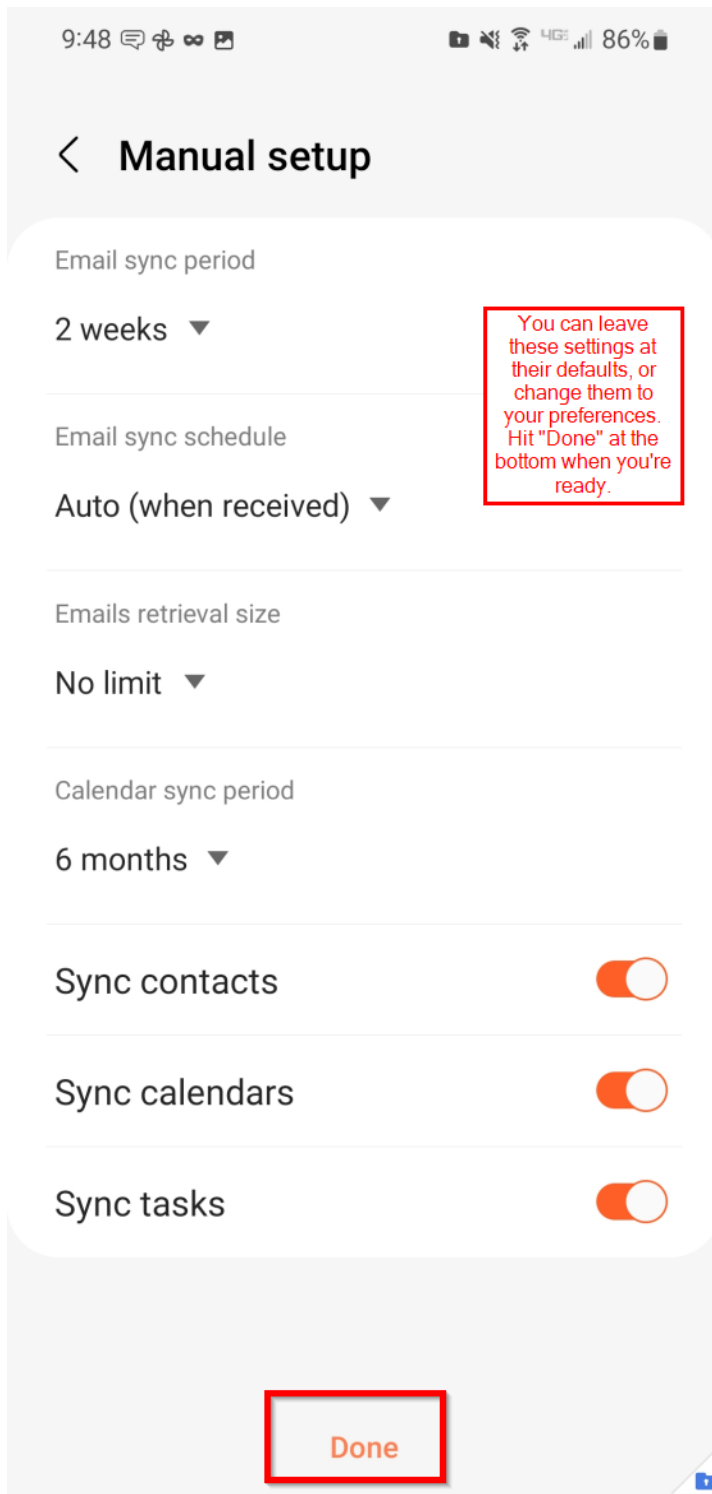 9:48 4GE 86%
Manual setup
Email sync period
2 weeks
You can leave
these settings at
their defaults, or
change them to
your preferences.
Hit "Done" at the
bottom when you're
ready.
Email sync schedule
Auto (when received)
Emails retrieval size
No limit
Calendar sync period
6 months
Sync contacts
Sync calendars
Sync tasks
Done